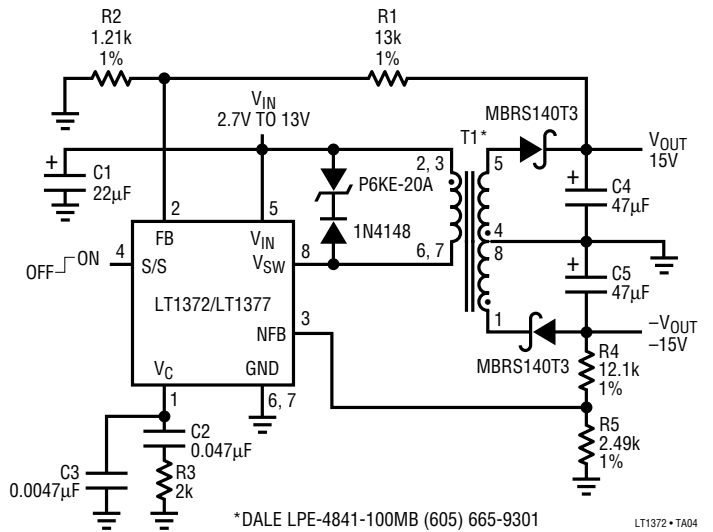 R2
1.21k
1%
R1
13k
1%
VIN
2.7V TO 13V
MBRS140T3
T1*
VOUT
15V
+
C1
22µF
2, 3
P6KE-20A
5
+
C4
47µF
2
5
1N4148
4
FB
VIN
6, 7
8
4
ON
OFF
S/S
VSW
8
+
C5
47µF
LT1372/LT1377
3
NFB
1
–VOUT
–15V
MBRS140T3
R4
12.1k
1%
VC
GND
1
6, 7
C2
0.047µF
R5
2.49k
1%
C3
0.0047µF
R3
2k
*DALE LPE-4841-100MB (605) 665-9301
LT1372 • TA04